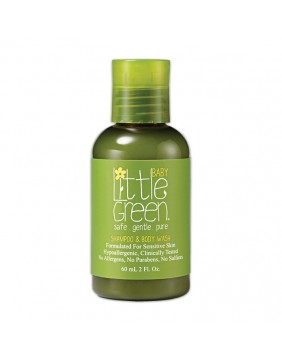 BABY
little
Green
safe . gentle . pure
SHAMPOO & BODY WASH
Formulated For Sensitive Skin
Hypoallergenic, Clinically Tested
No Allergens, No Parabens, No Sulfates
60 mL, 2 Fl. Oz.